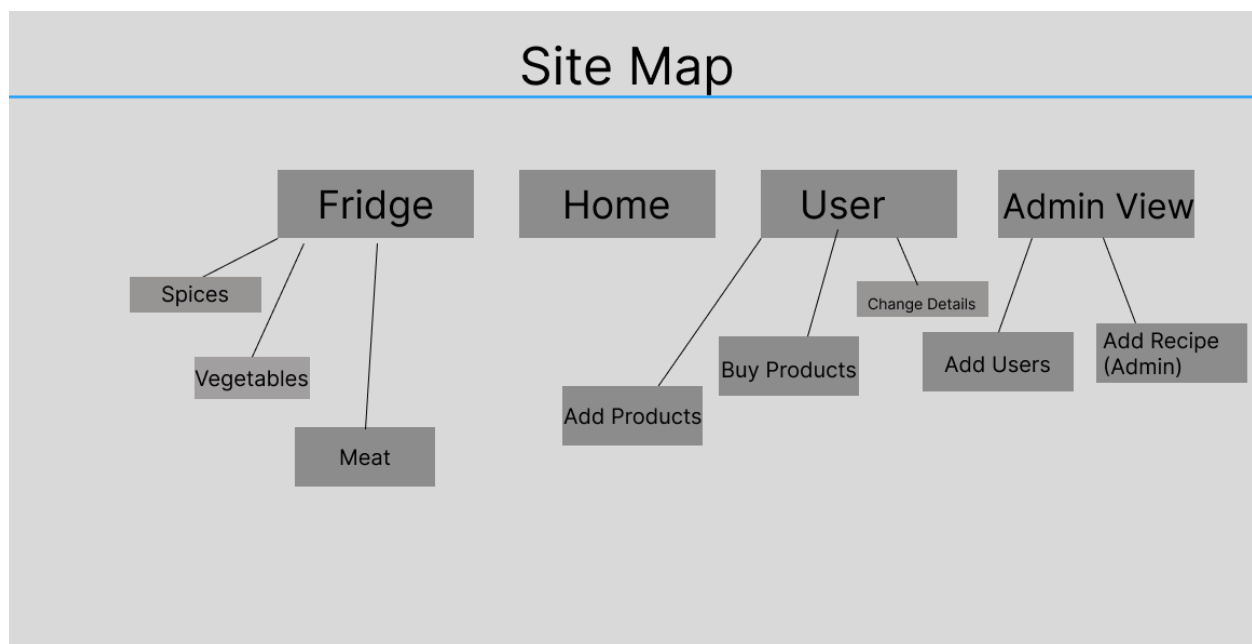 Site Map
Fridge
Home
User
Admin View
Spices
Vegetables
Meat
Add Products
Buy Products
Change Details
Add Users
Add Recipe
(Admin)